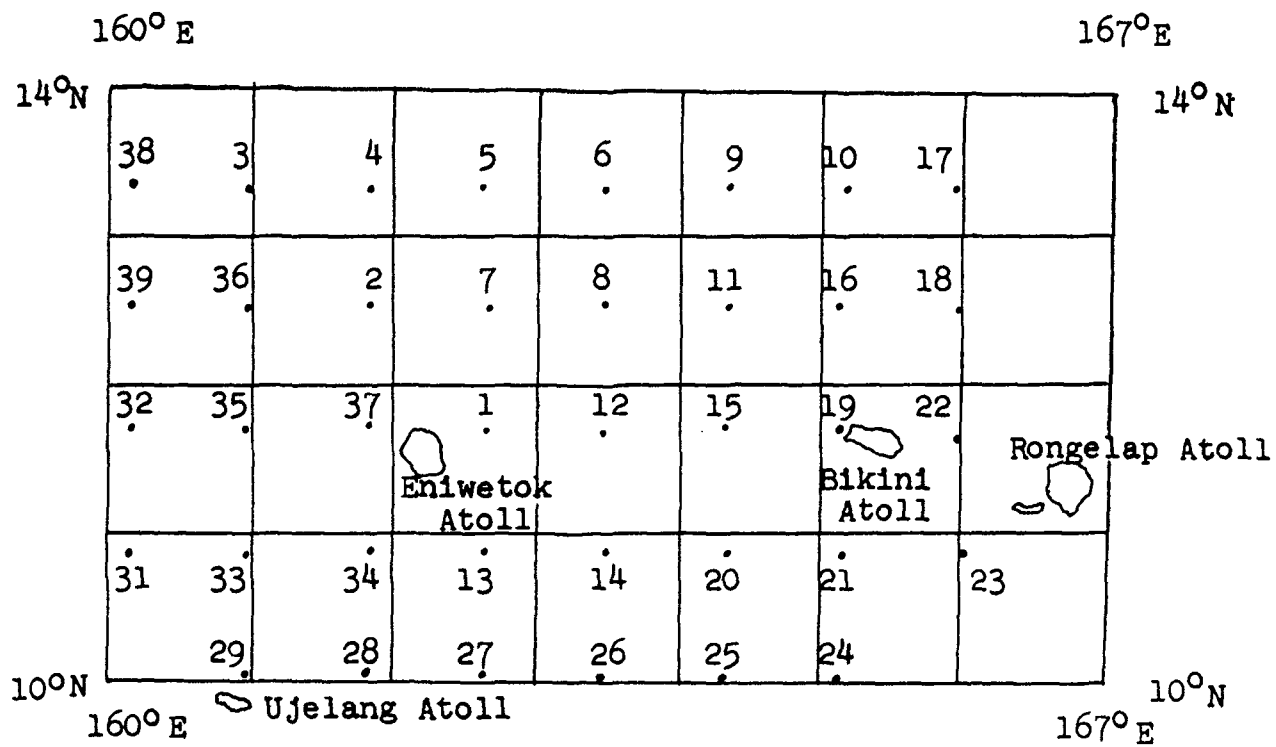 160° E 167° E
14° N 14° N
38 3 4 5 6 9 10 17
39 36 2 7 8 11 16 18
32 35 37 1 12 15 19 22
Rongelap Atoll
Eniwetok Bikini
Atoll Atoll
31 33 34 13 14 20 21 23
29 28 27 26 25 24
10° N 10° N
Ujelang Atoll
160° E 167° E